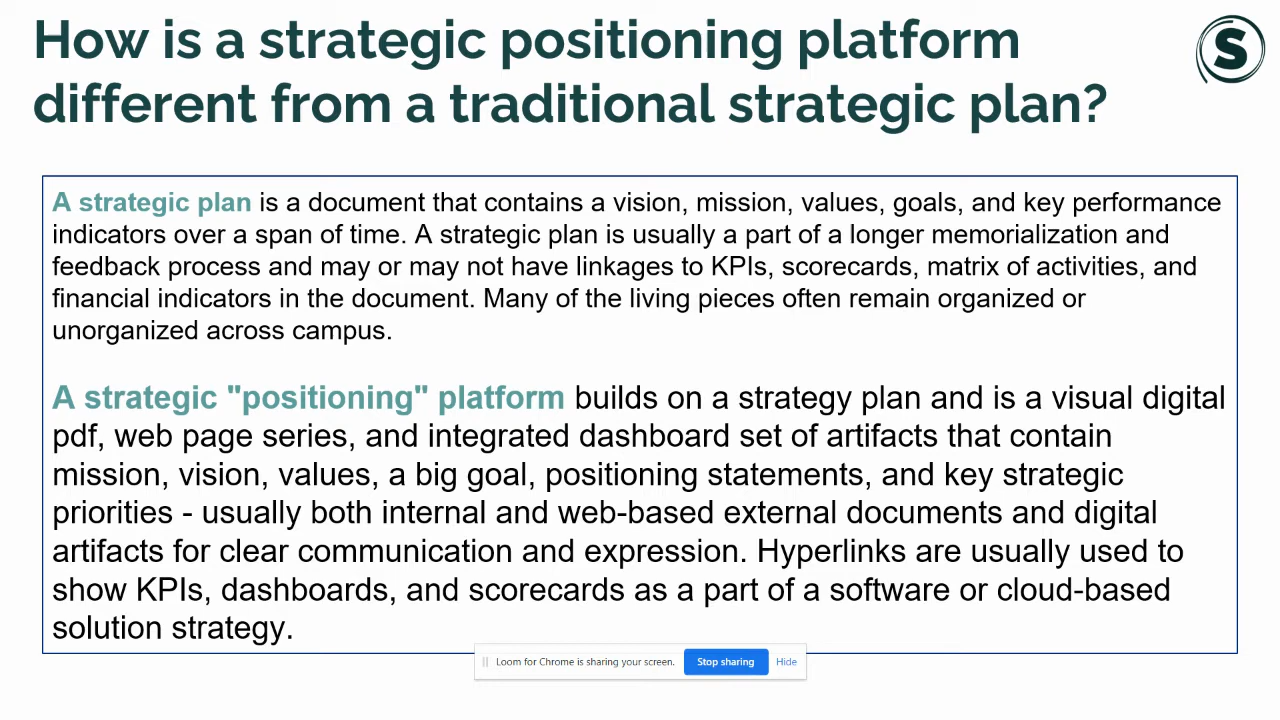 How is a strategic positioning platform
different from a traditional strategic plan?
S
A strategic plan is a document that contains a vision, mission, values, goals, and key performance
indicators over a span of time. A strategic plan is usually a part of a longer memorialization and
feedback process and may or may not have linkages to KPIs, scorecards, matrix of activities, and
financial indicators in the document. Many of the living pieces often remain organized or
unorganized across campus.
A strategic "positioning" platform builds on a strategy plan and is a visual digital
pdf, web page series, and integrated dashboard set of artifacts that contain
mission, vision, values, a big goal, positioning statements, and key strategic
priorities - usually both internal and web-based external documents and digital
artifacts for clear communication and expression. Hyperlinks are usually used to
show KPIs, dashboards, and scorecards as a part of a software or cloud-based
solution strategy.
Loom for Chrome is sharing your screen. Stop sharing Hide